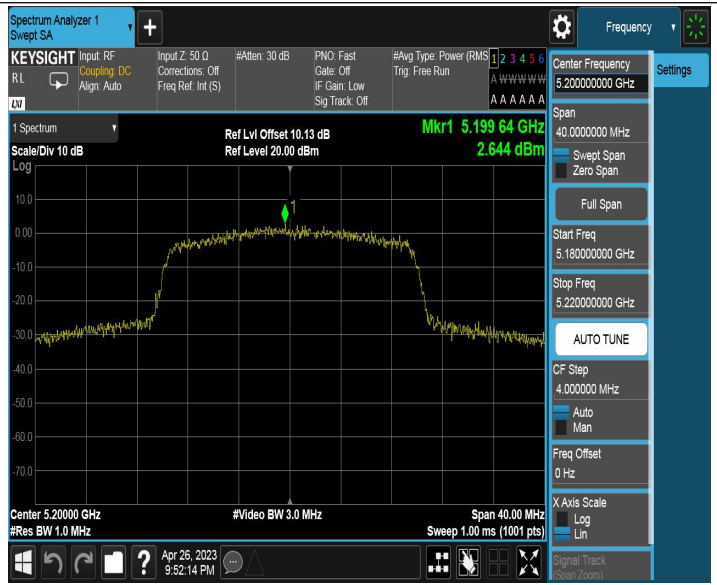 Spectrum Analyzer 1
Swept SA
+
Frequency
KEYSIGHT
RL
LXI
Input: RF
Coupling: DC
Align: Auto
Input Z: 50 Ω
Corrections: Off
Freq Ref: Int (S)
#Atten: 30 dB
PNO: Fast
Gate: Off
IF Gain: Low
Sig Track: Off
#Avg Type: Power (RMS
Trig: Free Run
1 2 3 4 5 6
A W W W W W
A A A A A A
1 Spectrum
Scale/Div 10 dB
Ref Lvl Offset 10.13 dB
Ref Level 20.00 dBm
Mkr1 5.199 64 GHz
2.644 dBm
Log
1
10.0
0.00
-10.0
-20.0
-30.0
-40.0
-50.0
-60.0
-70.0
Center 5.20000 GHz
#Res BW 1.0 MHz
#Video BW 3.0 MHz
Span 40.00 MHz
Sweep 1.00 ms (1001 pts)
Center Frequency
5.200000000 GHz
Settings
Span
40.0000000 MHz
Swept Span
Zero Span
Full Span
Start Freq
5.180000000 GHz
Stop Freq
5.220000000 GHz
AUTO TUNE
CF Step
4.000000 MHz
Auto
Man
Freq Offset
0 Hz
X Axis Scale
Log
Lin
Signal Track
(Span Zoom)
?
Apr 26, 2023
9:52:14 PM